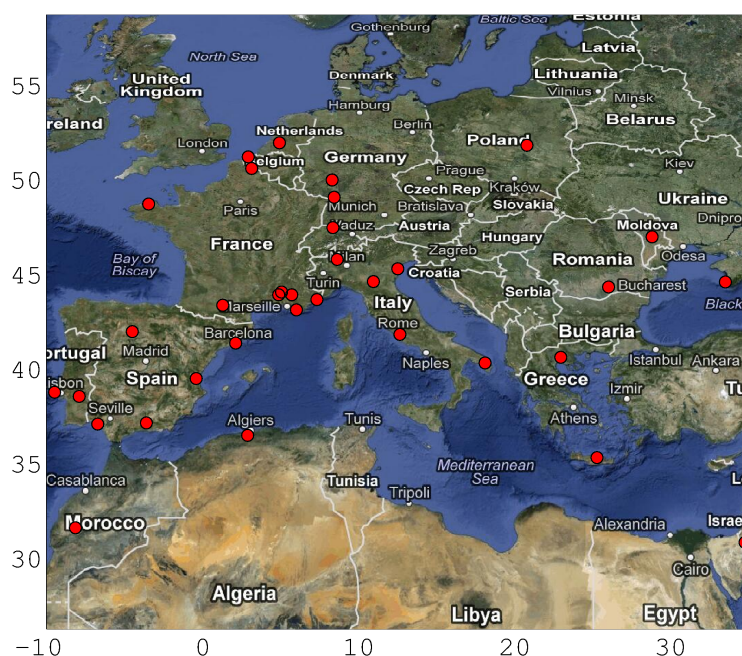 Estonia
Baltic Sea
Gothenburg
North Sea
Latvia
Denmark
Lithuania
United
Kingdom
Vilnius
Minsk
Hamburg
Belarus
55
reland
Netherlands
Berlin
Poland
London
Belgium
Germany
Kiev
50
Prague
Kraków
Czech Rep
Ukraine
Paris
Munich
Bratislava
Slovakia
Vaduz
Austria
Moldova
Dnipro
France
Hungary
Odesa
Bay of
Biscay
Milan
Zagreb
Romania
45
Turin
Croatia
Bucharest
Marseille
Serbia
Black
Italy
Barcelona
Rome
Bulgaria
ortugal
Madrid
Istanbul
Ankara
40
isbon
Spain
Naples
Greece
Izmir
Tu
Seville
Algiers
Tunis
Athens
35
Casablanca
Tunisia
Mediterranean
Sea
L
Tripoli
Morocco
Alexandria
Israe
30
Cairo
Algeria
Libya
Egypt
−10
0
10
20
30